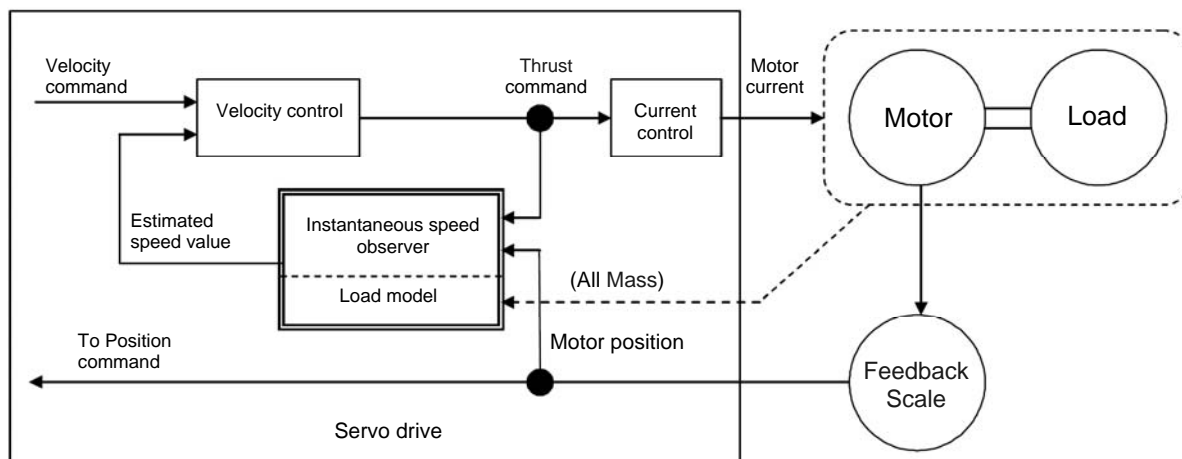 Velocity
command
Velocity control
Thrust
command
Current
control
Motor
current
Motor
Load
Estimated
speed value
Instantaneous speed
observer
Load model
(All Mass)
To Position
command
Motor position
Feedback
Scale
Servo drive